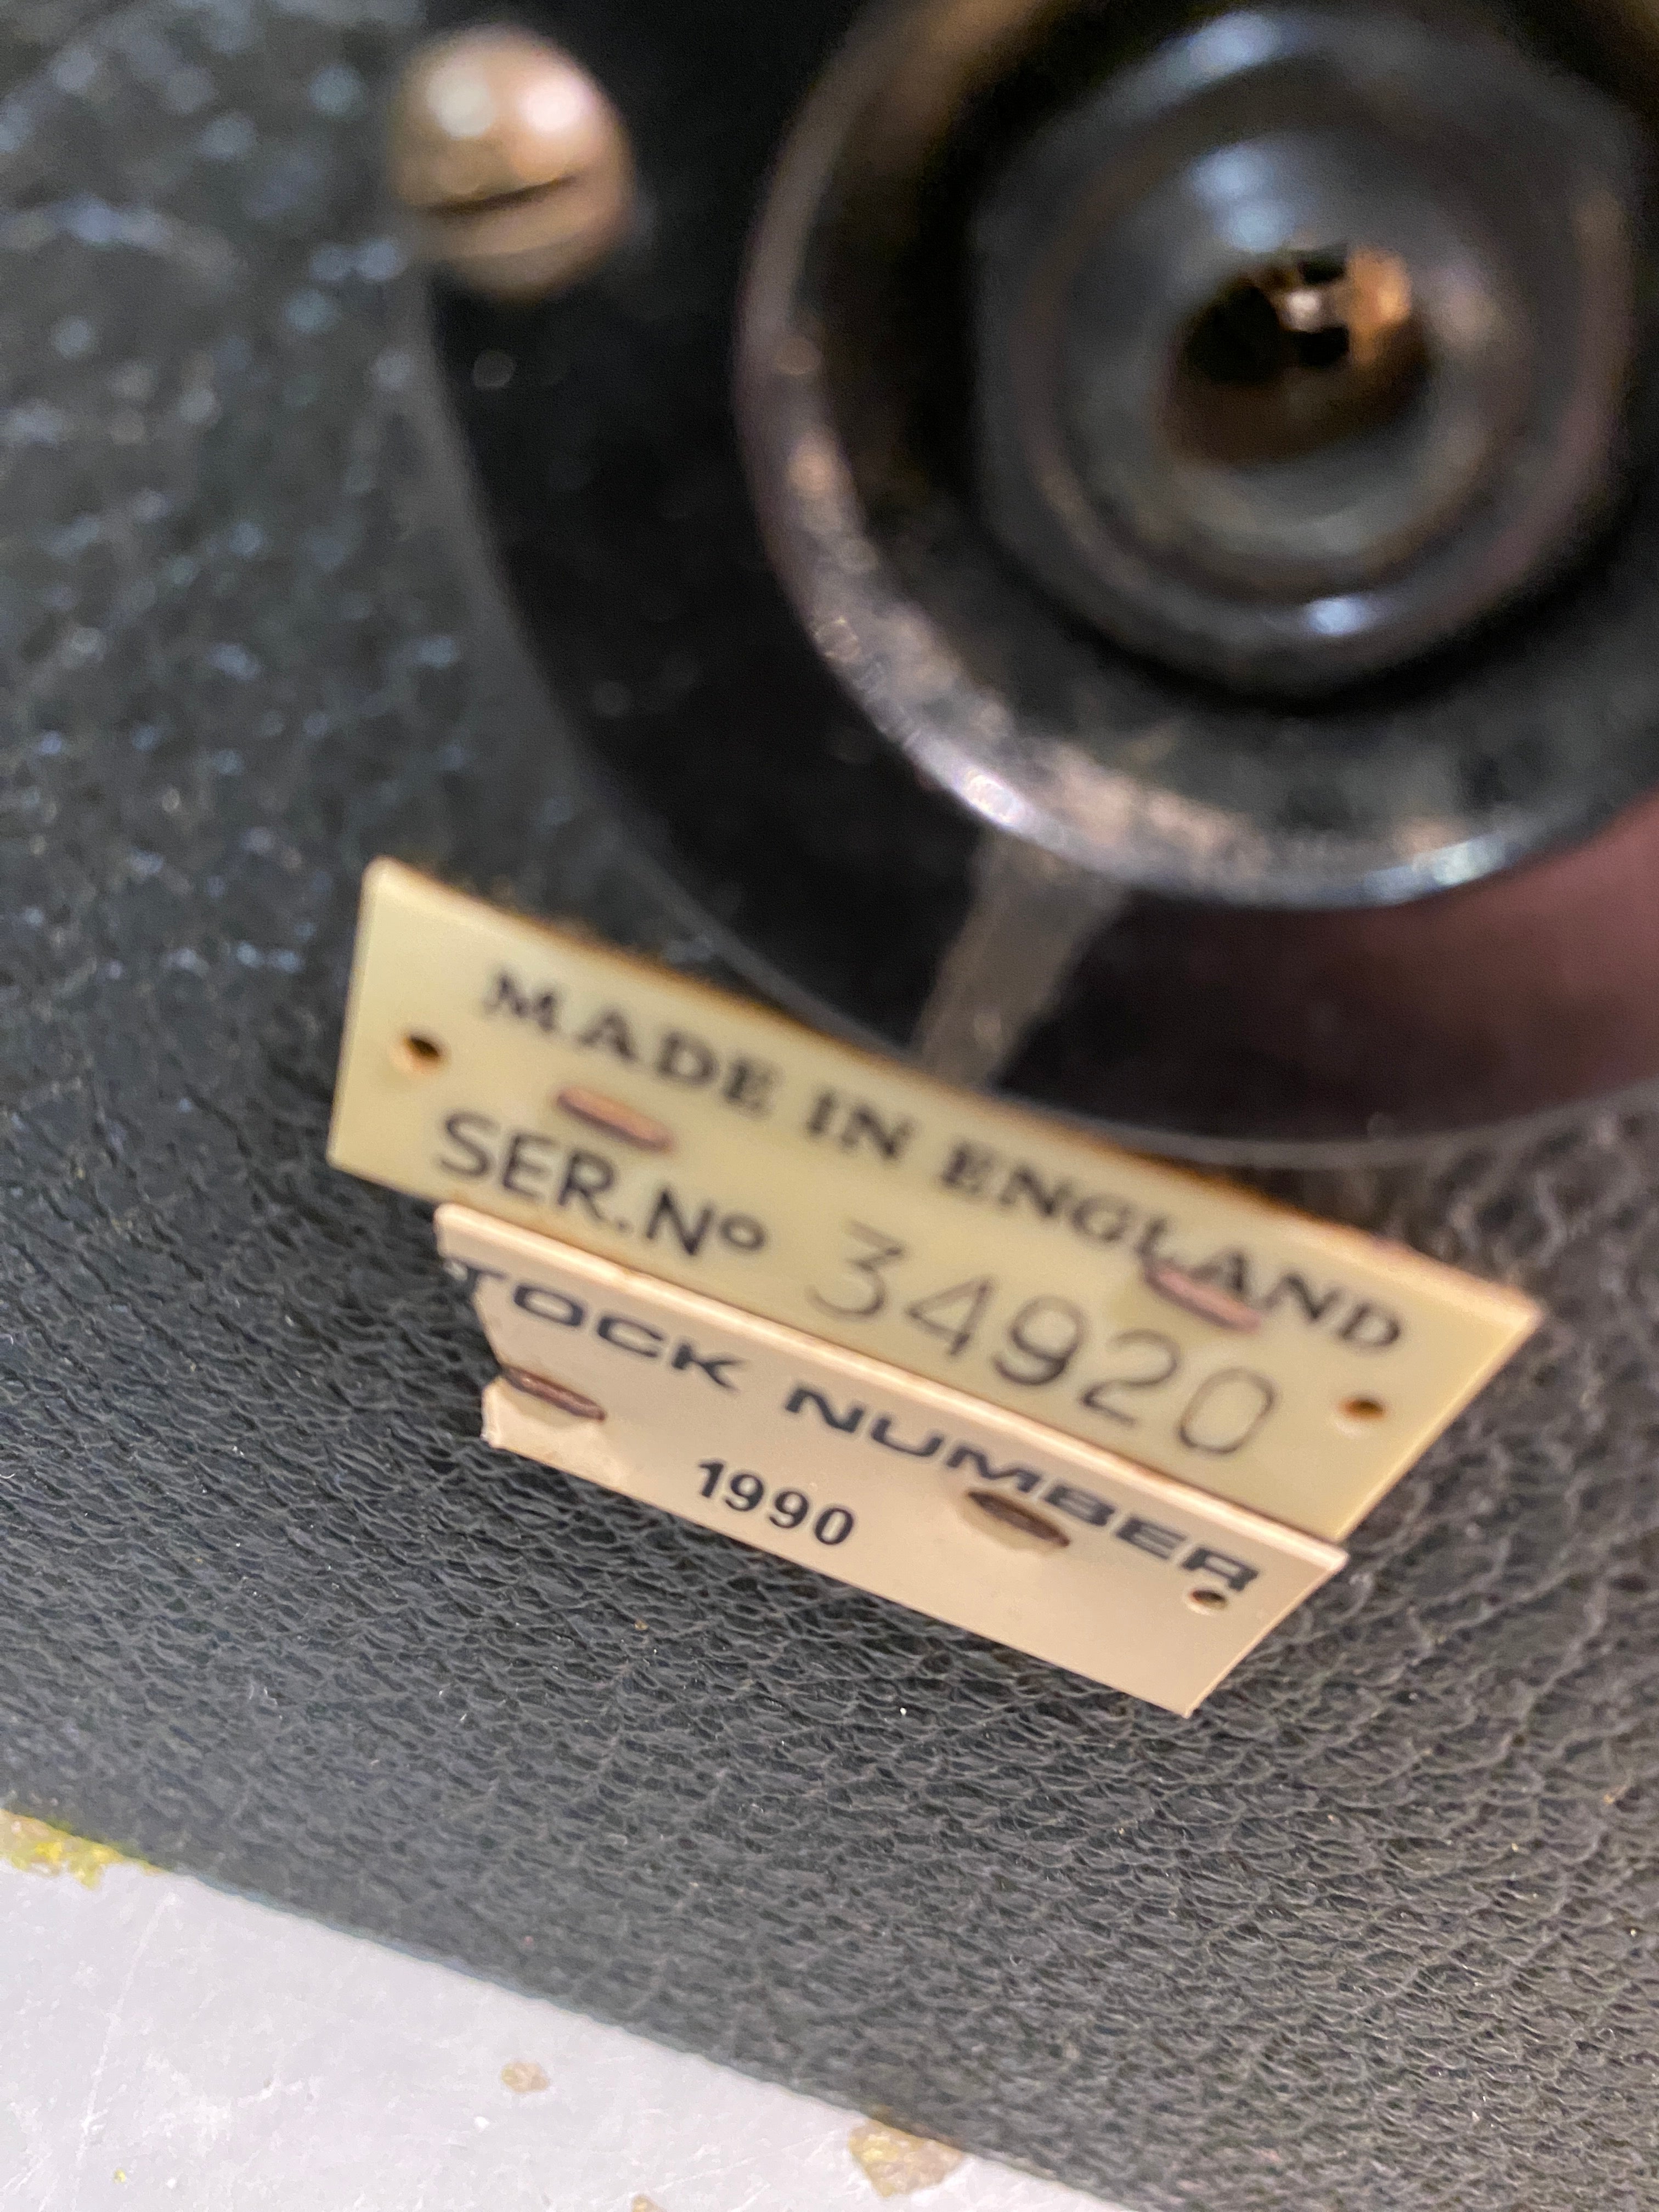 MADE IN ENGLAND
SER.Nº 34920
TOCK NUMBER
1990